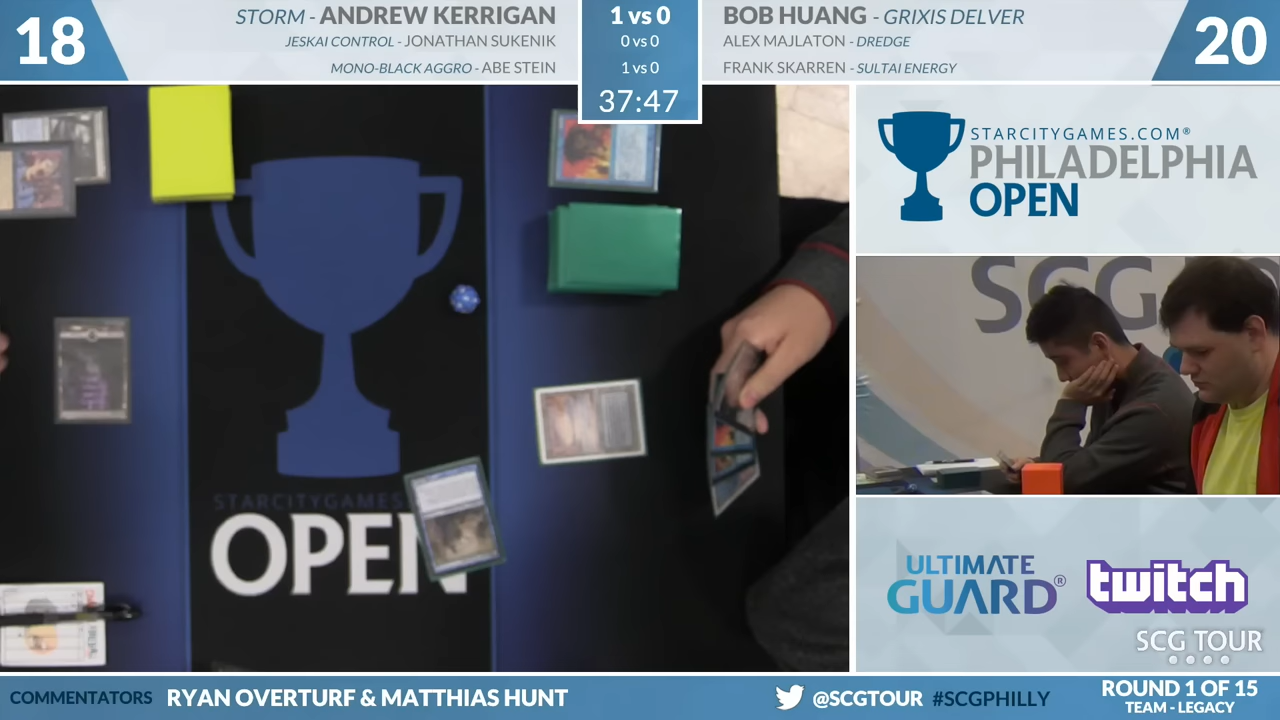 18
STORM - ANDREW KERRIGAN
JESKAI CONTROL - JONATHAN SUKENIK
MONO-BLACK AGGRO - ABE STEIN
1 vs 0
0 vs 0
1 vs 0
37:47
BOB HUANG - GRIXIS DELVER
ALEX MAJLATON - DREDGE
FRANK SKARREN - SULTAI ENERGY
20
STARCITYGAMES.COM®
PHILADELPHIA
OPEN
SCG TO
STARCITYGAMES
OPEN
ULTIMATE
GUARD®
twitch
SCG TOUR
COMMENTATORS RYAN OVERTURF & MATTHIAS HUNT
@SCGTOUR #SCGPHILLY
ROUND 1 OF 15
TEAM - LEGACY